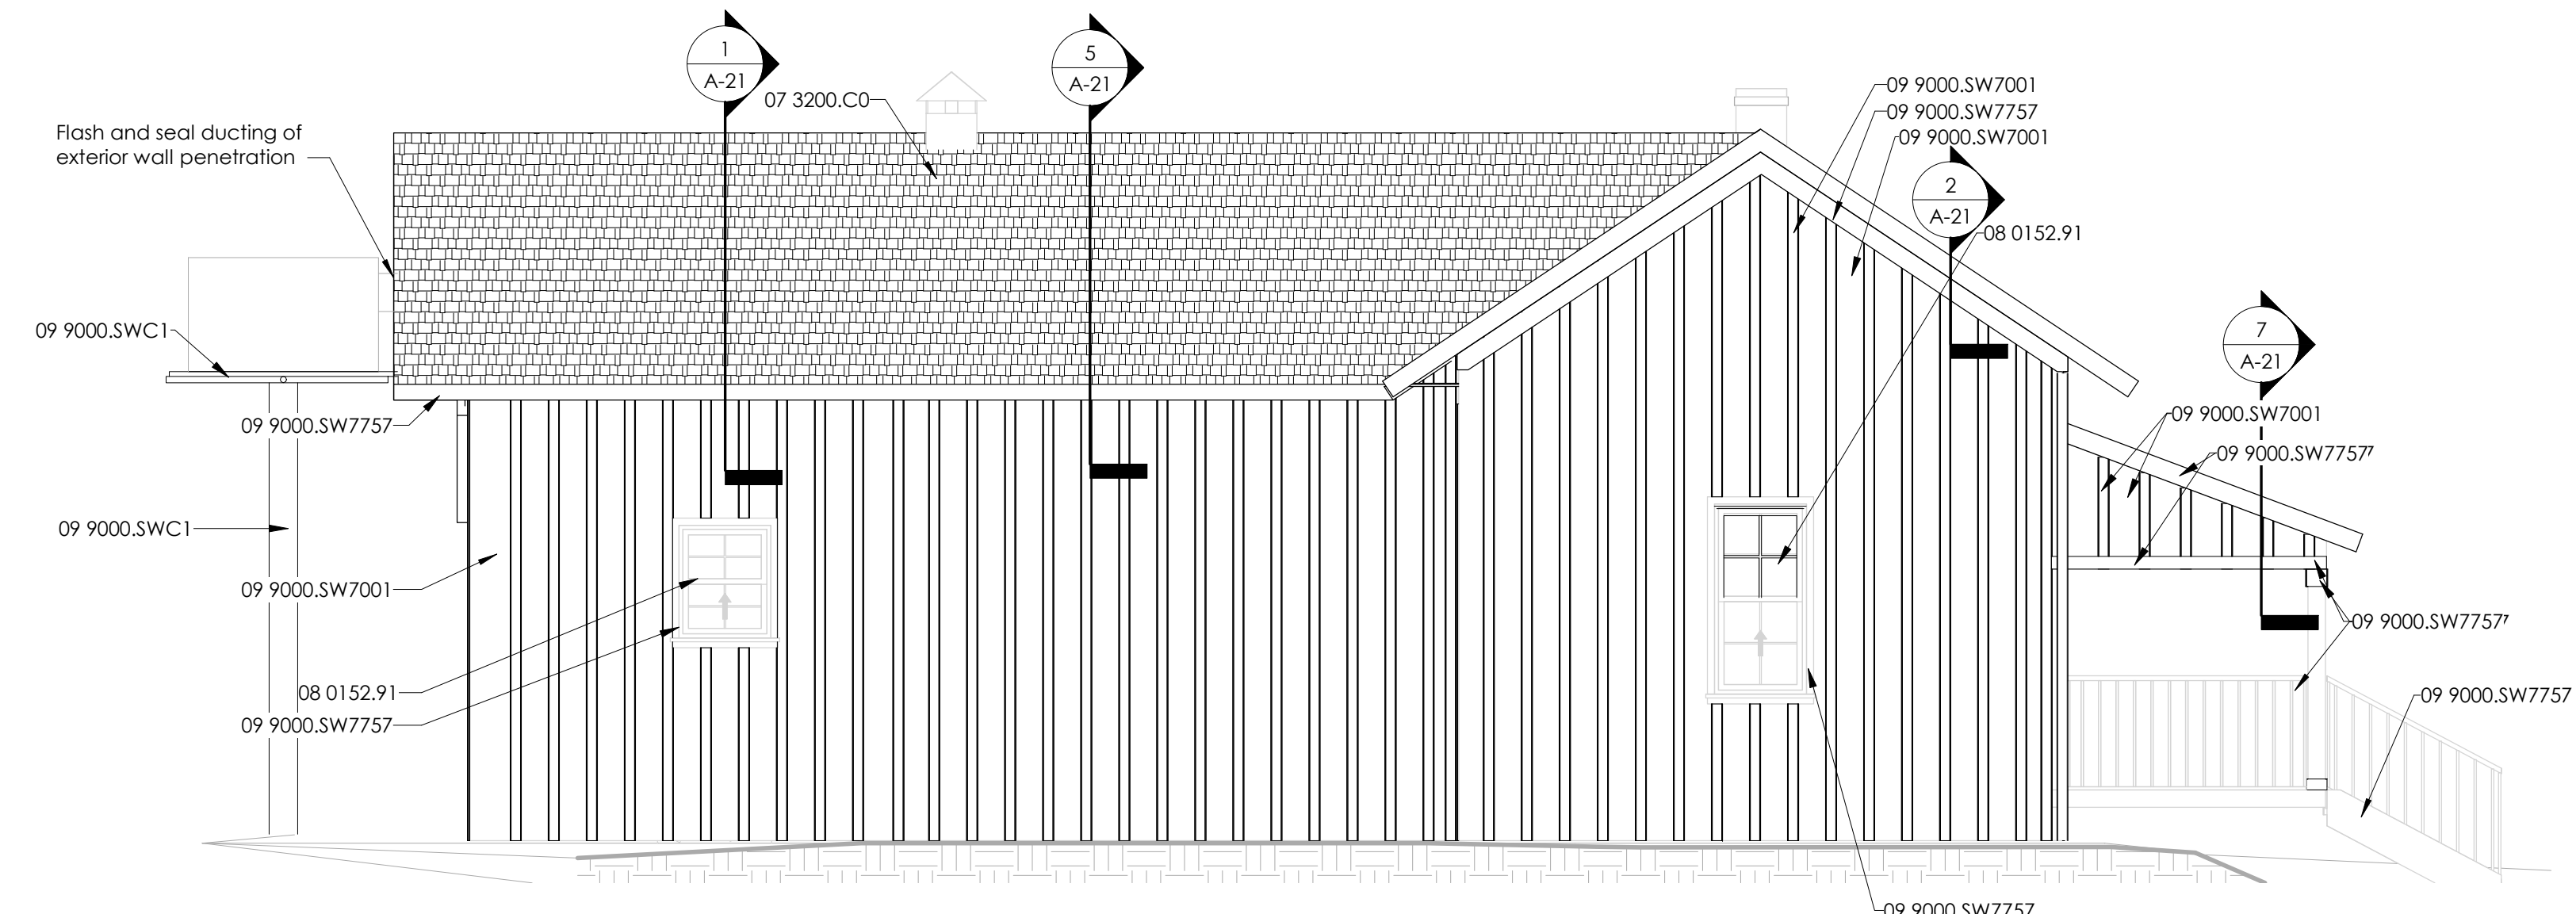 1
A-21
5
A-21
07 3200.C0
09 9000.SW7001
09 9000.SW7757
09 9000.SW7001
Flash and seal ducting of
exterior wall penetration
2
A-21
08 0152.91
09 9000.SWC1
7
A-21
09 9000.SW7757
09 9000.SW7001
09 9000.SW7757
09 9000.SWC1
09 9000.SW7001
09 9000.SW7757
08 0152.91
09 9000.SW7757
09 9000.SW7757
09 9000.SW7757